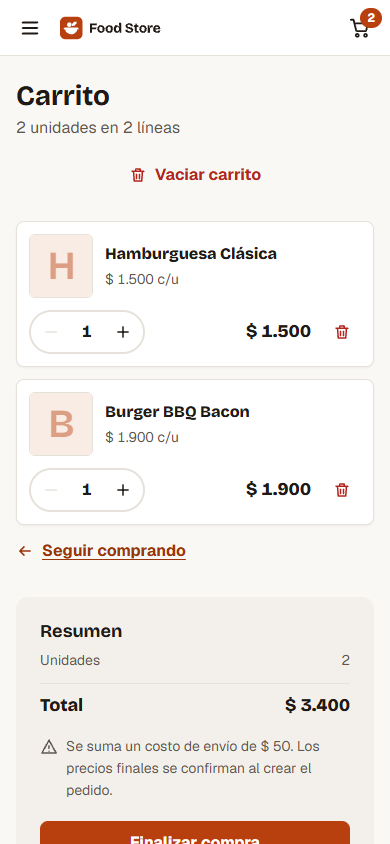 Food Store
2
Carrito
2 unidades en 2 líneas
Vaciar carrito
H
Hamburguesa Clásica
$ 1.500 c/u
1
$ 1.500
B
Burger BBQ Bacon
$ 1.900 c/u
1
$ 1.900
Seguir comprando
Resumen
Unidades 2
Total $ 3.400
Se suma un costo de envío de $ 50. Los
precios finales se confirman al crear el
pedido.
Finalizar compra